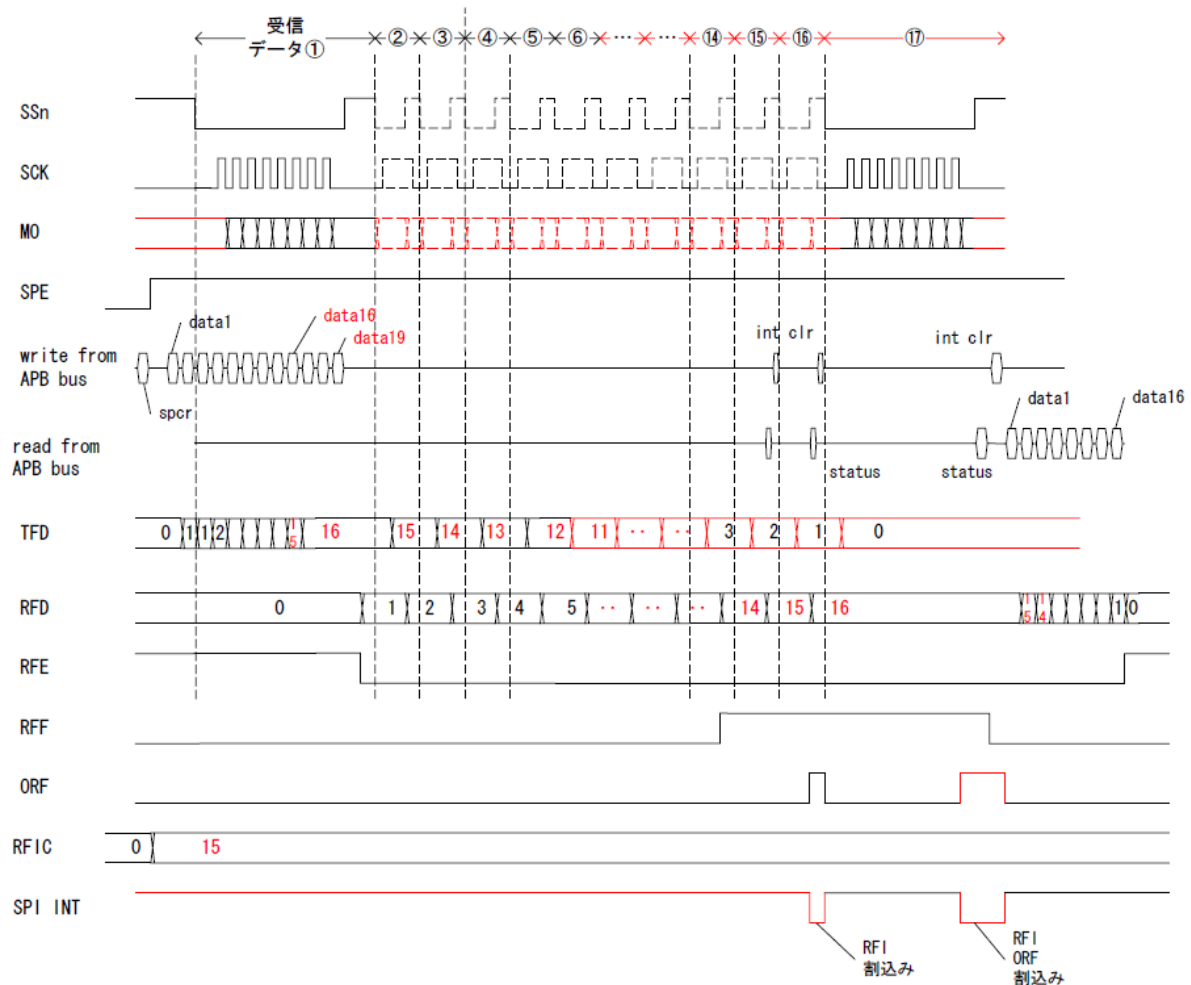 受信
データ①
② ③ ④ ⑤ ⑥ … … ⑭ ⑮ ⑯ ⑰
SSn
SCK
MO
SPE
data1
data16
data19
int clr
int clr
write from
APB bus
spcr
data1
data16
read from
APB bus
status
status
TFD
0 1 1 2 15 16 15 14 13 12 11 ‥ ‥ 3 2 1 0
RFD
0 1 2 3 4 5 ‥ ‥ ‥ 14 15 16 15 14 1 0
RFE
RFF
ORF
RFIC
0 15
SPI INT
RFI
割込み
RFI
ORF
割込み